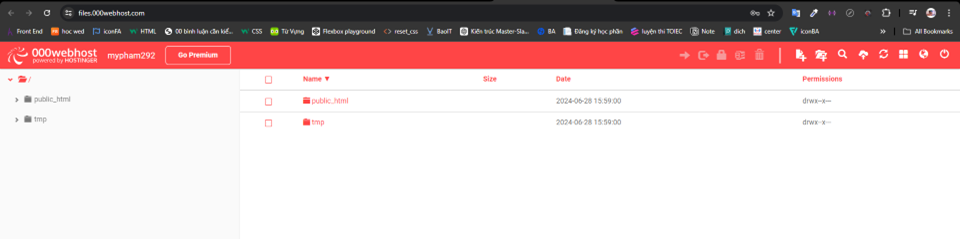 files.000webhost.com
Front End hoc wed iconFA HTML 00 bình luận cần kiế... CSS Từ Vựng Flexbox playground reset_css BaoIT Kiến trúc Master-Sla... BA Đăng ký học phần luyện thi TOIEC Note dich center iconBA All Bookmarks
000webhost
powered by HOSTINGER
mypham292 Go Premium
/
public_html
tmp
Name ▼ Size Date Permissions
public_html 2024-06-28 15:59:00 drwx--x---
tmp 2024-06-28 15:59:00 drwx--x---